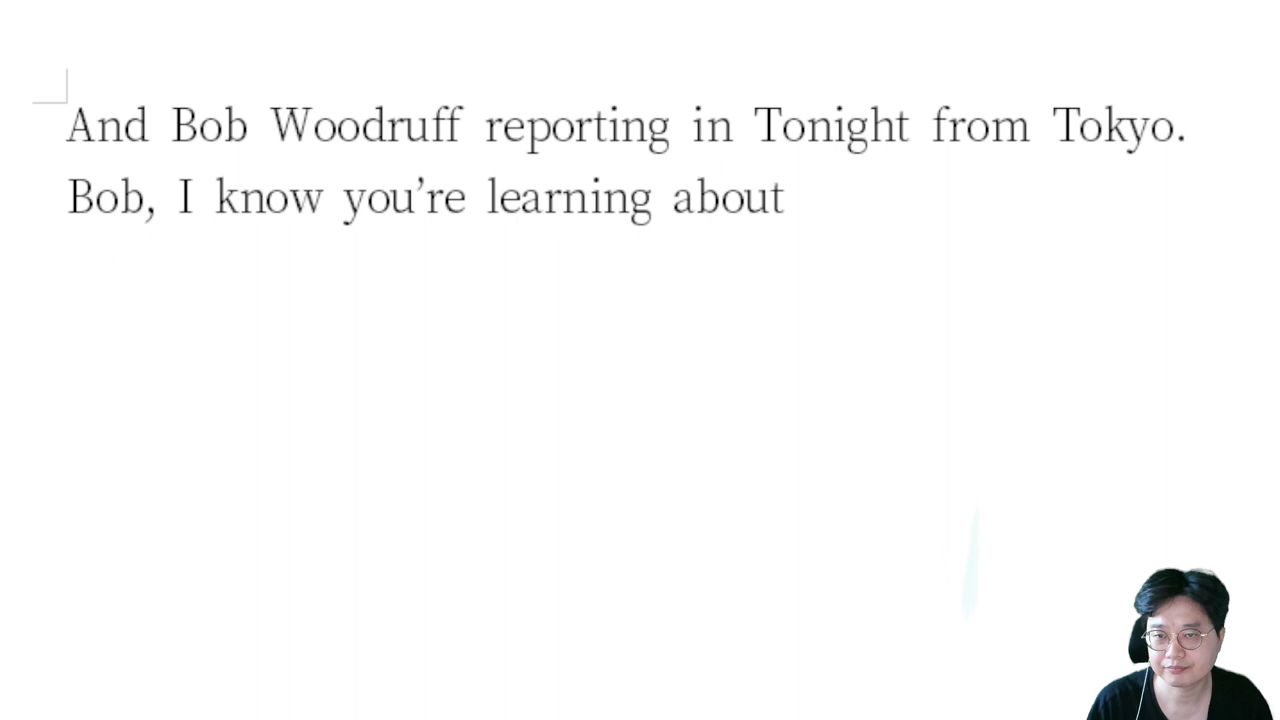 And Bob Woodruff reporting in Tonight from Tokyo.
Bob, I know you’re learning about